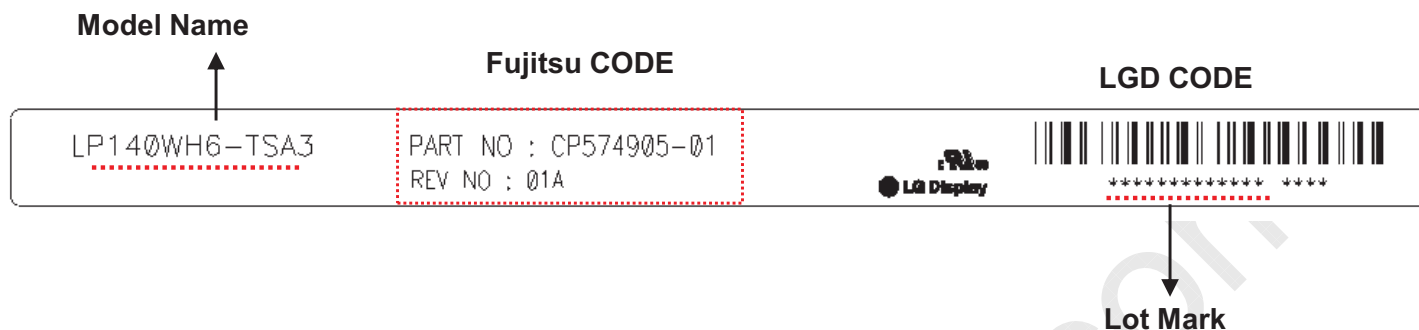 Model Name
Fujitsu CODE
LGD CODE
LP140WH6-TSA3
PART NO : CP574905-01
REV NO : 01A
LG Display
************* ****
Lot Mark